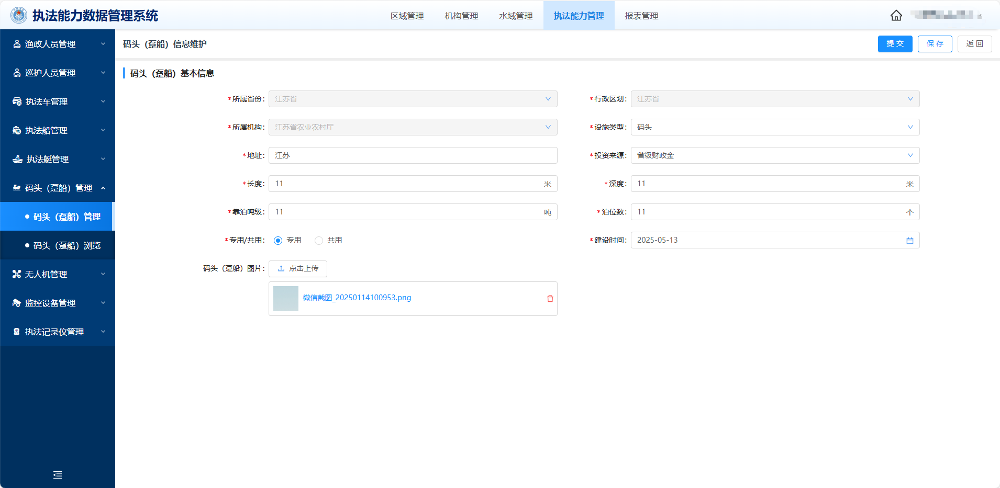 执法能力数据管理系统
区域管理 机构管理 水域管理 执法能力管理 报表管理
渔政人员管理
巡护人员管理
执法车管理
执法船管理
执法艇管理
码头（趸船）管理
码头（趸船）管理
码头（趸船）浏览
无人机管理
监控设备管理
执法记录仪管理
码头（趸船）信息维护
提 交 保 存 返 回
码头（趸船）基本信息
*所属省份： 江苏省 *行政区划： 江苏省
*所属机构： 江苏省农业农村厅 *设施类型： 码头
*地址： 江苏 *投资来源： 省级财政金
*长度： 11 米 *深度： 11 米
*靠泊吨级： 11 吨 *泊位数： 11 个
*专用/共用： 专用 共用 *建设时间： 2025-05-13
码头（趸船）图片： 点击上传
微信截图_20250114100953.png